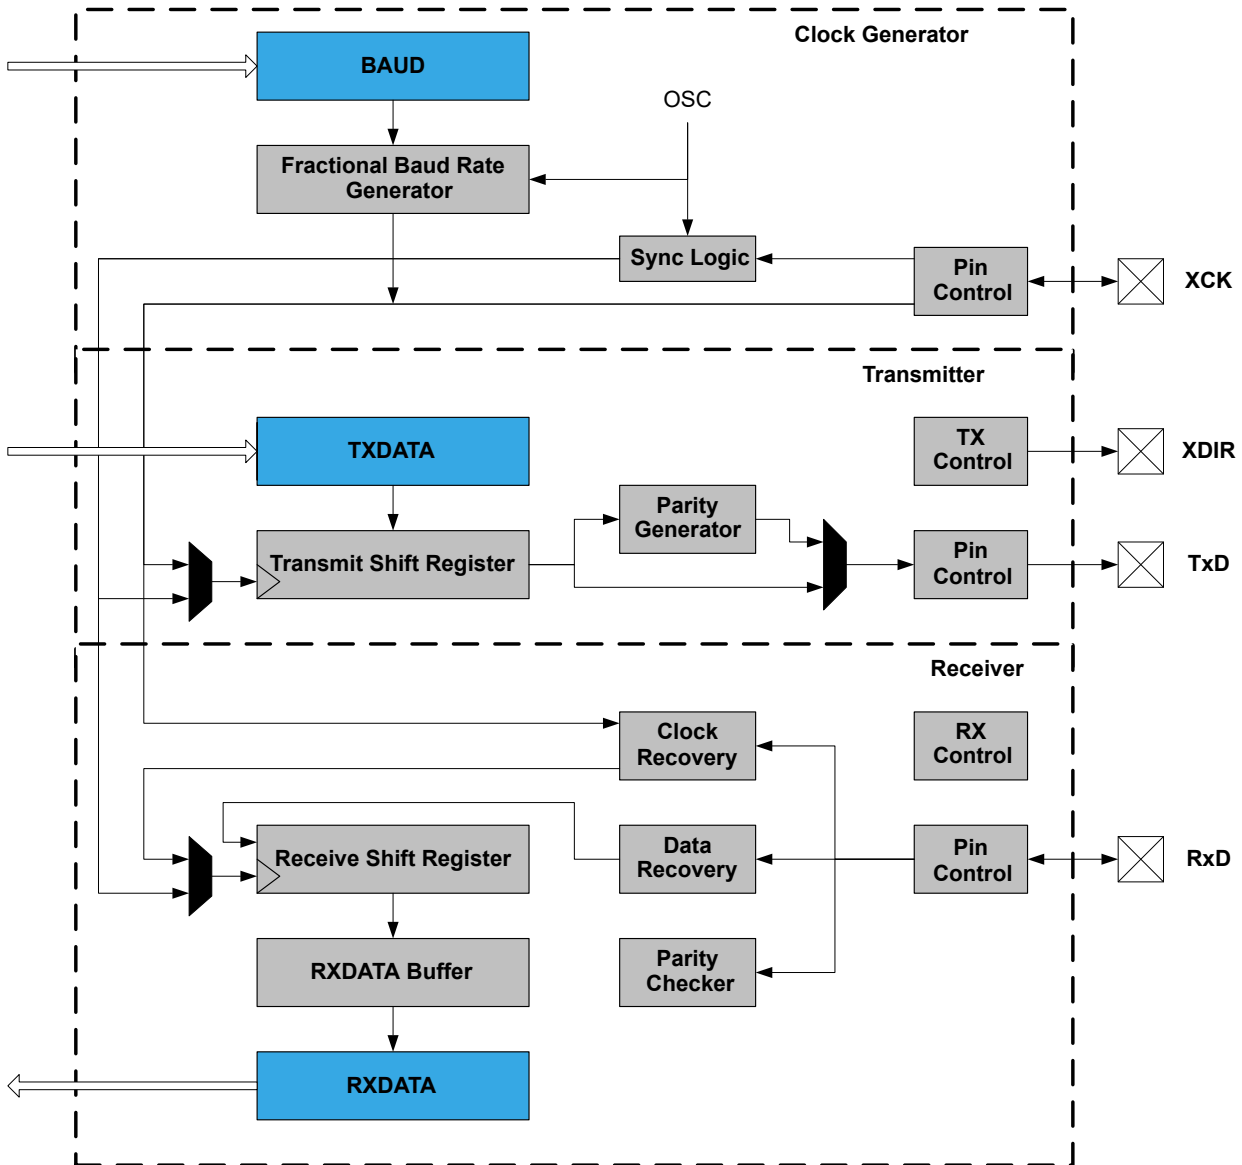 Clock Generator
BAUD
OSC
Fractional Baud Rate
Generator
Sync Logic
Pin
Control
XCK
Transmitter
TXDATA
TX
Control
XDIR
Parity
Generator
Transmit Shift Register
Pin
Control
TxD
Receiver
Clock
Recovery
RX
Control
Receive Shift Register
Data
Recovery
Pin
Control
RxD
RXDATA Buffer
Parity
Checker
RXDATA